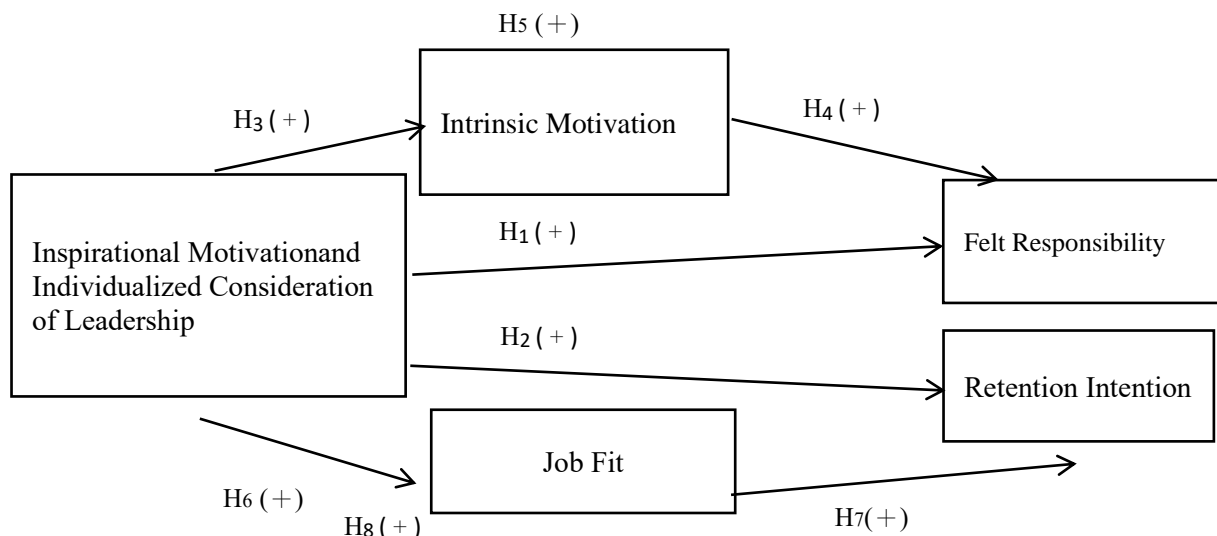 H5 (+)
H3 (+)
Intrinsic Motivation
H4 (+)
Inspirational Motivationand
Individualized Consideration
of Leadership
H1 (+)
Felt Responsibility
H2 (+)
Retention Intention
Job Fit
H6 (+)
H8 (+)
H7(+)